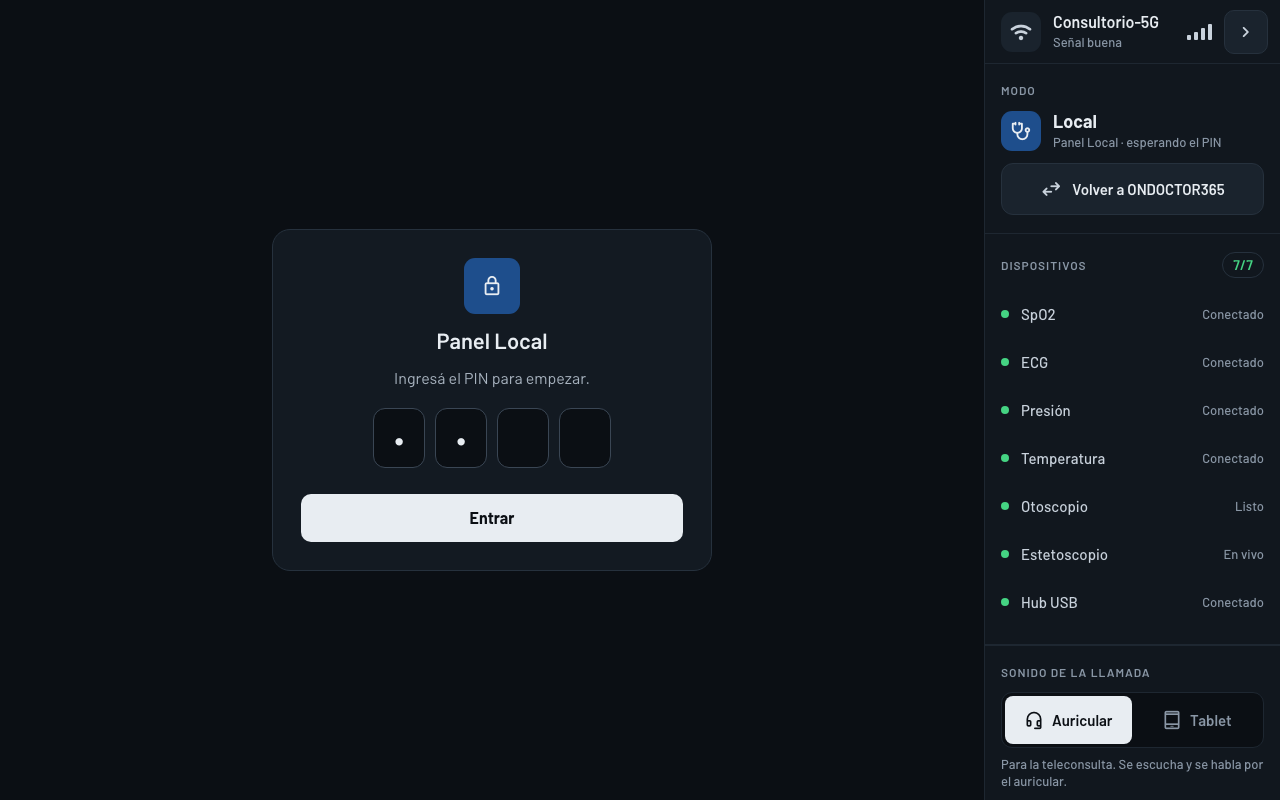 Consultorio-5G
Señal buena
MODO
Local
Panel Local · esperando el PIN
Volver a ONDOCTOR365
Panel Local
Ingresá el PIN para empezar.
Entrar
DISPOSITIVOS
7/7
SpO2 Conectado
ECG Conectado
Presión Conectado
Temperatura Conectado
Otoscopio Listo
Estetoscopio En vivo
Hub USB Conectado
SONIDO DE LA LLAMADA
Auricular Tablet
Para la teleconsulta. Se escucha y se habla por
el auricular.